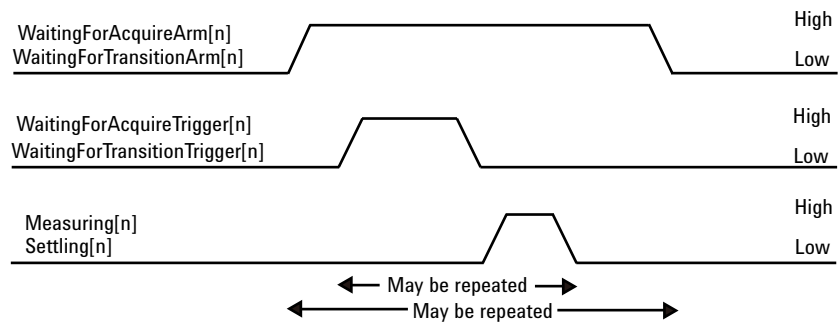 WaitingForAcquireArm[n]
High
WaitingForTransitionArm[n]
Low
WaitingForAcquireTrigger[n]
High
WaitingForTransitionTrigger[n]
Low
Measuring[n]
High
Settling[n]
Low
May be repeated
May be repeated